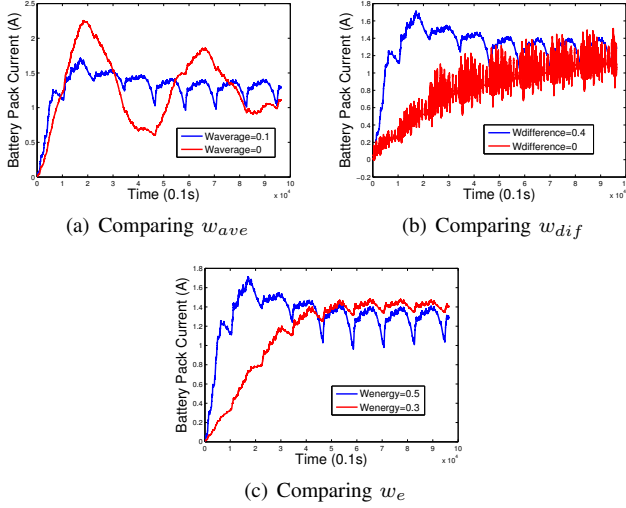 Battery Pack Current (A)
2.5
2
1.5
1
0.5
0
0 1 2 3 4 5 6 7 8 9 10
x 10⁴
Time (0.1s)
Waverage=0.1
Waverage=0
(a) Comparing w_ave
Battery Pack Current (A)
1.8
1.6
1.4
1.2
1
0.8
0.6
0.4
0.2
0
−0.2
0 1 2 3 4 5 6 7 8 9 10
x 10⁴
Time (0.1s)
Wdifference=0.4
Wdifference=0
(b) Comparing w_dif
Battery Pack Current (A)
1.8
1.6
1.4
1.2
1
0.8
0.6
0.4
0.2
0
0 1 2 3 4 5 6 7 8 9 10
x 10⁴
Time (0.1s)
Wenergy=0.5
Wenergy=0.3
(c) Comparing w_e